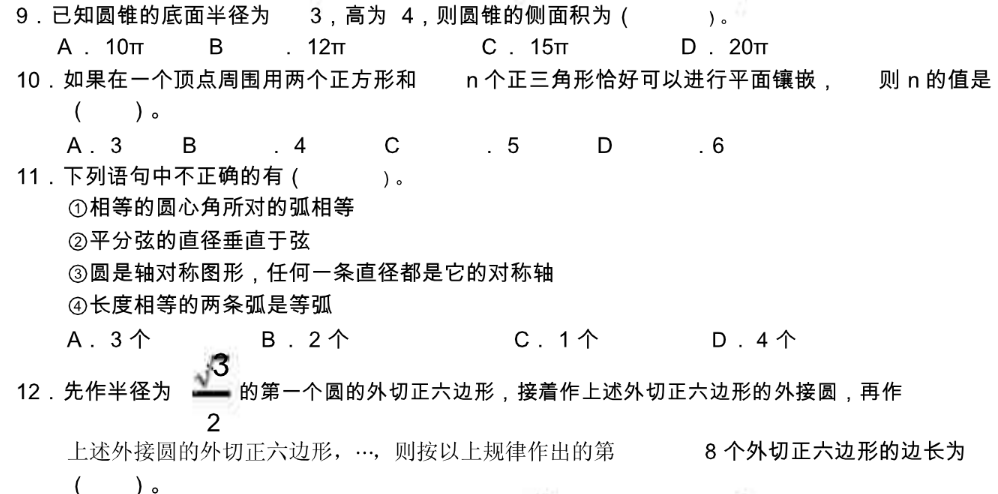 9．已知圆锥的底面半径为 3，高为 4，则圆锥的侧面积为（ ）。
A． 10π B ． 12π C． 15π D． 20π
10．如果在一个顶点周围用两个正方形和 n 个正三角形恰好可以进行平面镶嵌， 则 n 的值是
（ ）。
A．3 B ．4 C ．5 D ．6
11．下列语句中不正确的有（ ）。
①相等的圆心角所对的弧相等
②平分弦的直径垂直于弦
③圆是轴对称图形，任何一条直径都是它的对称轴
④长度相等的两条弧是等弧
A．3 个 B ．2 个 C．1 个 D．4 个
12．先作半径为 √3/2 的第一个圆的外切正六边形，接着作上述外切正六边形的外接圆，再作
上述外接圆的外切正六边形，…，则按以上规律作出的第 8 个外切正六边形的边长为
（ ）。